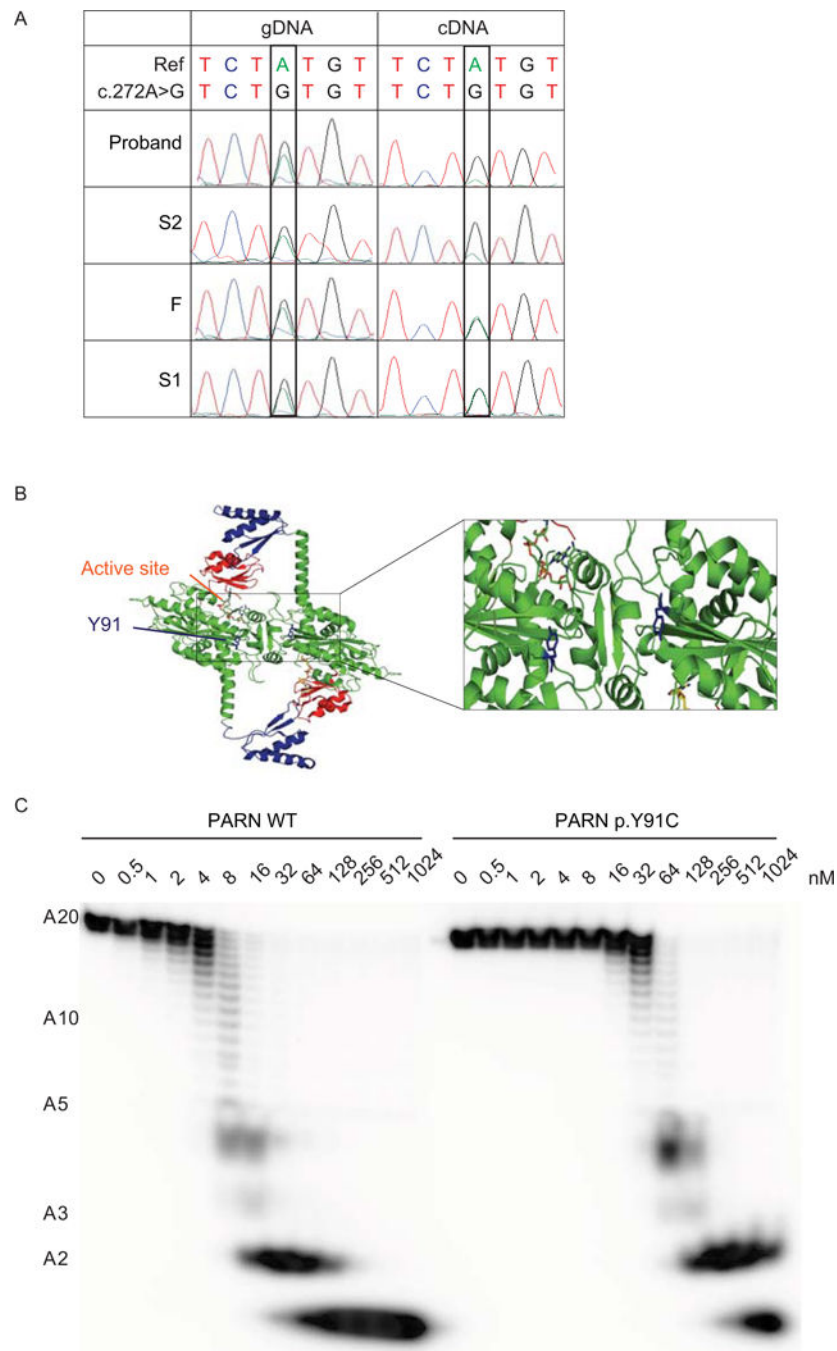 A
gDNA cDNA
Ref T C T A T G T T C T A T G T
c.272A>G T C T G T G T T C T G T G T
Proband
S2
F
S1
B
Active site
Y91
C
PARN WT PARN p.Y91C
0 0.5 1 2 4 8 16 32 64 128 256 512 1024 0 0.5 1 2 4 8 16 32 64 128 256 512 1024 nM
A20
A10
A5
A3
A2